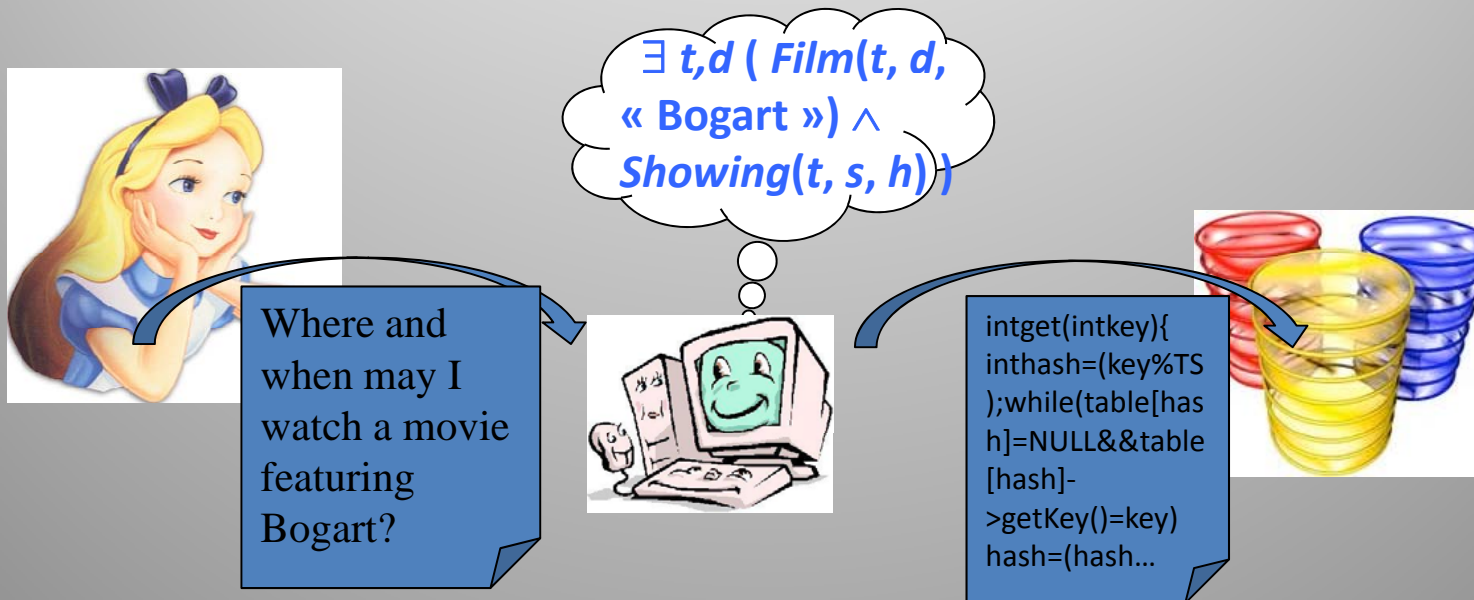 ∃ t,d ( Film(t, d,
« Bogart ») ∧
Showing(t, s, h) )
Where and
when may I
watch a movie
featuring
Bogart?
intget(intkey){
inthash=(key%TS
);while(table[has
h]=NULL&&table
[hash]-
>getKey()=key)
hash=(hash…